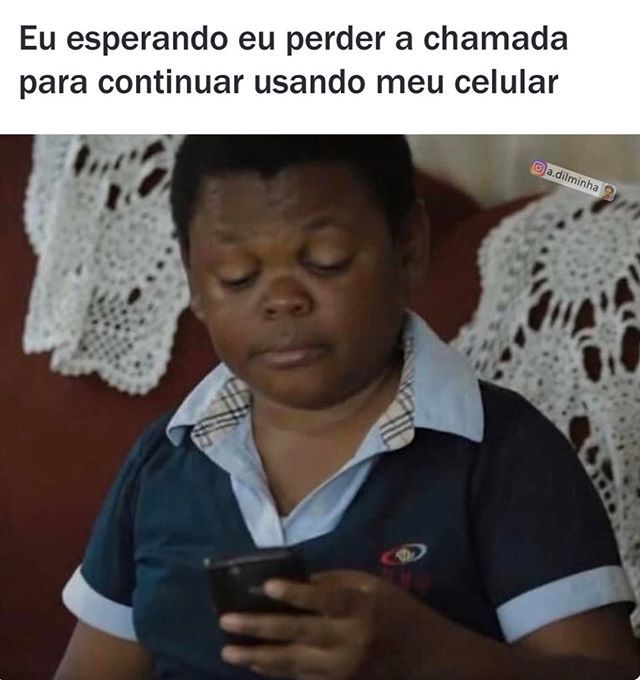 Eu esperando eu perder a chamada
para continuar usando meu celular
a.dilminha